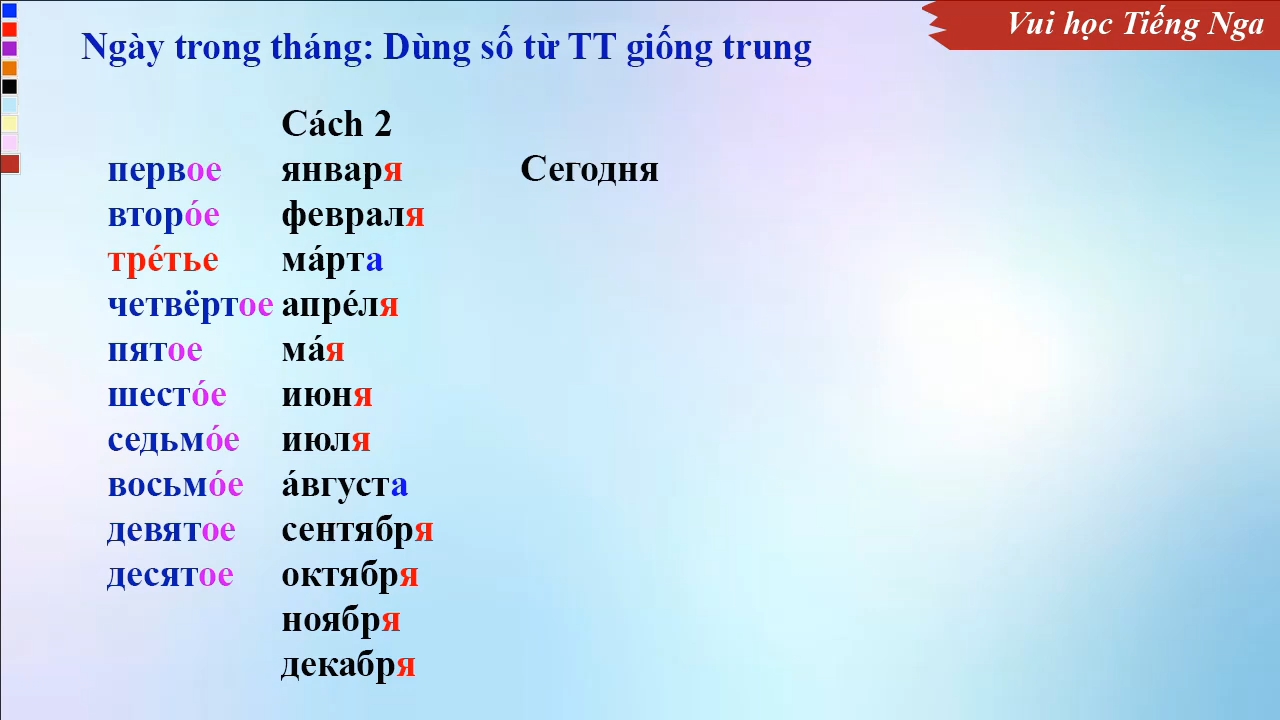 Vui học Tiếng Nga
Ngày trong tháng: Dùng số từ TT giống trung
Cách 2
первое января Сегодня
вторóе февраля
трéтье мáрта
четвёртое апрéля
пятое мáя
шестóе июня
седьмóе июля
восьмóе áвгуста
девятое сентября
десятое октября
ноября
декабря